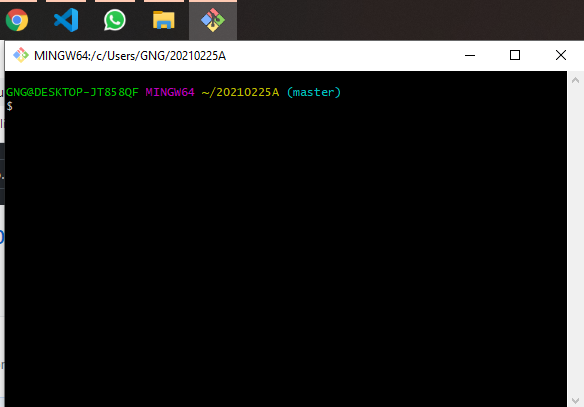 MINGW64:/c/Users/GNG/20210225A
GNG@DESKTOP-JT858QF MINGW64 ~/20210225A (master)
$